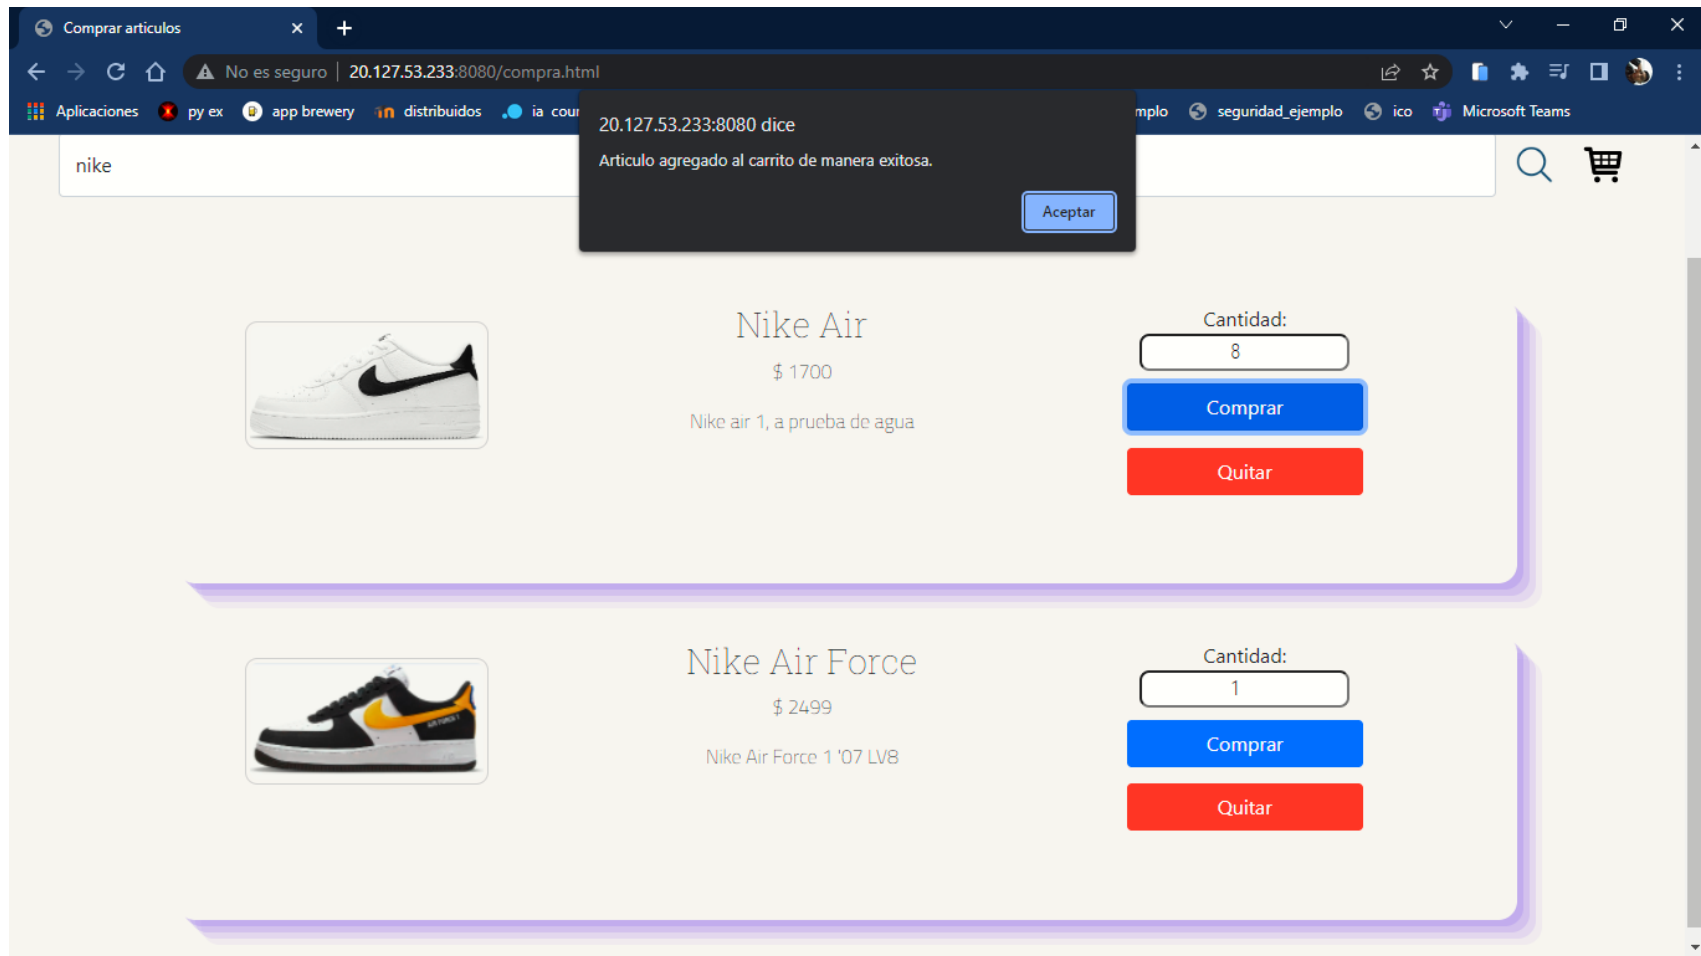 Comprar articulos
No es seguro 20.127.53.233:8080/compra.html
Aplicaciones py ex app brewery distribuidos ia cour mplo seguridad_ejemplo ico Microsoft Teams
20.127.53.233:8080 dice
Articulo agregado al carrito de manera exitosa.
Aceptar
nike
Nike Air
$ 1700
Nike air 1, a prueba de agua
Cantidad:
8
Comprar
Quitar
Nike Air Force
$ 2499
Nike Air Force 1 '07 LV8
Cantidad:
1
Comprar
Quitar